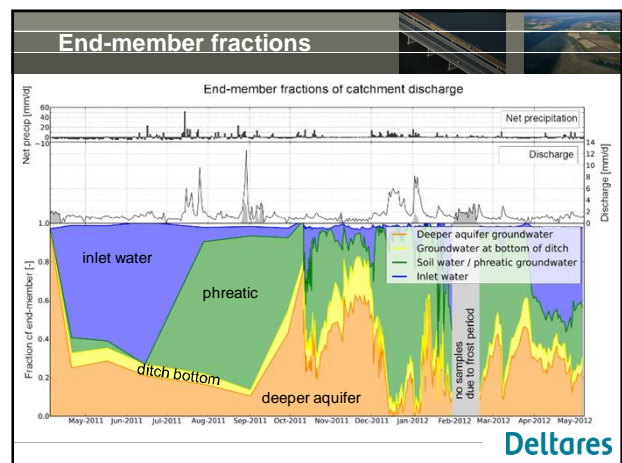 End-member fractions
End-member fractions of catchment discharge
Net precip [mm/d]
60
40
20
0
−10
Net precipitation
Discharge
14
12
10
8
6
4
2
0
Discharge [mm/d]
Fraction of end-member [-]
1.0
0.8
0.6
0.4
0.2
0.0
Deeper aquifer groundwater
Groundwater at bottom of ditch
Soil water / phreatic groundwater
Inlet water
inlet water
phreatic
ditch bottom
deeper aquifer
no samples
due to frost period
May-2011 Jun-2011 Jul-2011 Aug-2011 Sep-2011 Oct-2011 Nov-2011 Dec-2011 Jan-2012 Feb-2012 Mar-2012 Apr-2012 May-2012
Deltares